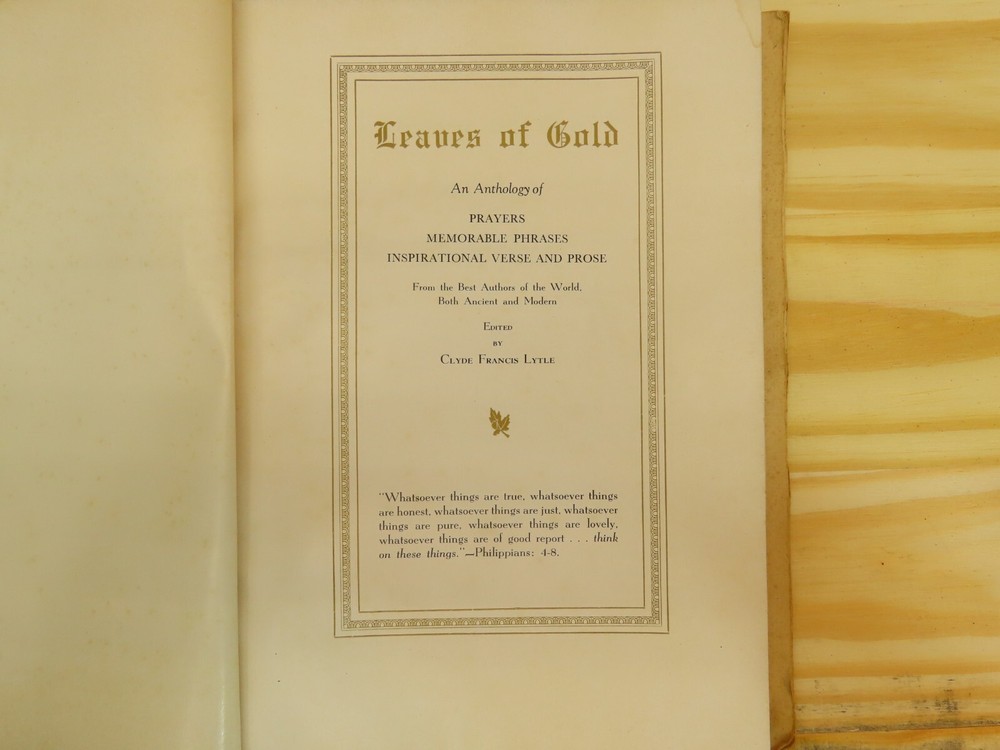 Leaves of Gold
An Anthology of
PRAYERS
MEMORABLE PHRASES
INSPIRATIONAL VERSE AND PROSE
From the Best Authors of the World,
Both Ancient and Modern
EDITED
BY
CLYDE FRANCIS LYTLE
"Whatsoever things are true, whatsoever things
are honest, whatsoever things are just, whatsoever
things are pure, whatsoever things are lovely,
whatsoever things are of good report . . . think
on these things."—Philippians: 4-8.